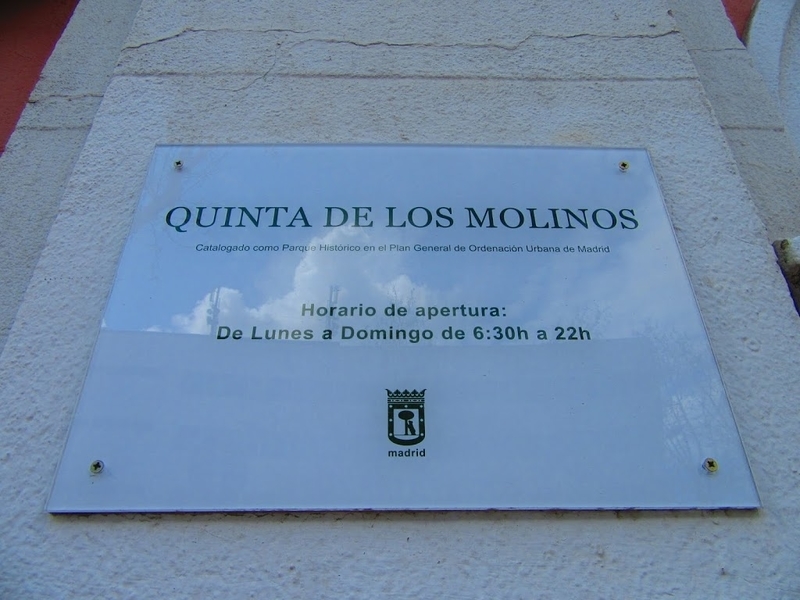 QUINTA DE LOS MOLINOS
Catalogado como Parque Histórico en el Plan General de Ordenación Urbana de Madrid
Horario de apertura:
De Lunes a Domingo de 6:30h a 22h
madrid